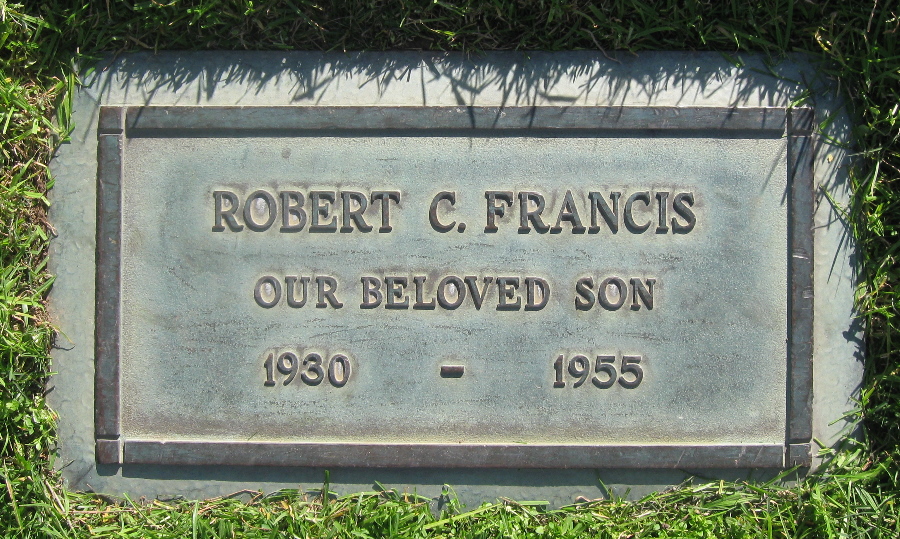 ROBERT C. FRANCIS
OUR BELOVED SON
1930 - 1955